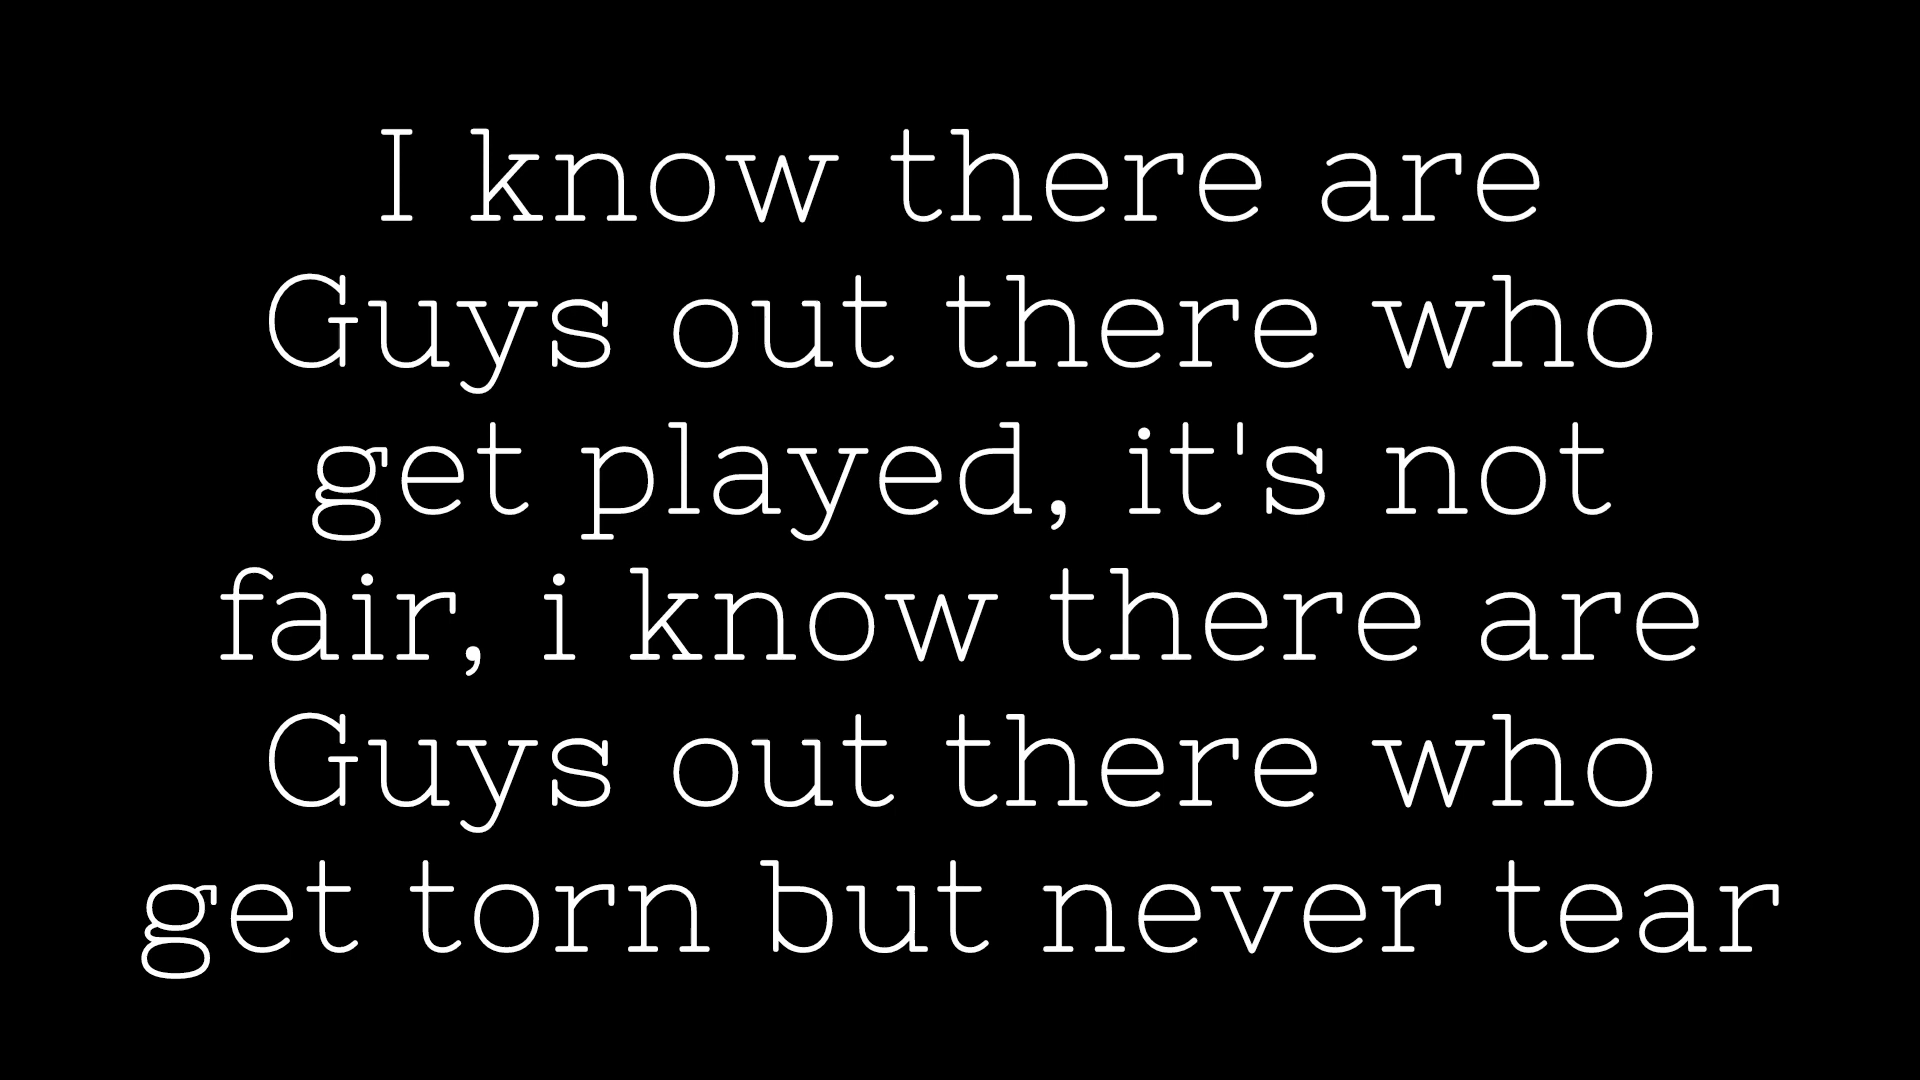 I know there are
Guys out there who
get played, it's not
fair, i know there are
Guys out there who
get torn but never tear